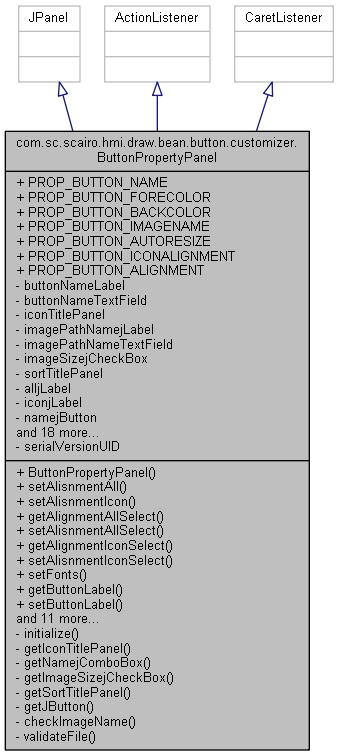 JPanel
ActionListener
CaretListener
com.sc.scairo.hmi.draw.bean.button.customizer.
ButtonPropertyPanel
+ PROP_BUTTON_NAME
+ PROP_BUTTON_FORECOLOR
+ PROP_BUTTON_BACKCOLOR
+ PROP_BUTTON_IMAGENAME
+ PROP_BUTTON_AUTORESIZE
+ PROP_BUTTON_ICONALIGNMENT
+ PROP_BUTTON_ALIGNMENT
- buttonNameLabel
- buttonNameTextField
- iconTitlePanel
- imagePathNamejLabel
- imagePathNameTextField
- imageSizejCheckBox
- sortTitlePanel
- alljLabel
- iconjLabel
- namejButton
and 18 more...
- serialVersionUID
+ ButtonPropertyPanel()
+ setAlisnmentAll()
+ setAlisnmentIcon()
+ getAlignmentAllSelect()
+ setAlisnmentAllSelect()
+ getAlignmentIconSelect()
+ setAlisnmentIconSelect()
+ setFonts()
+ getButtonLabel()
+ setButtonLabel()
and 11 more...
- initialize()
- getIconTitlePanel()
- getNamejComboBox()
- getImageSizejCheckBox()
- getSortTitlePanel()
- getJButton()
- checkImageName()
- validateFile()